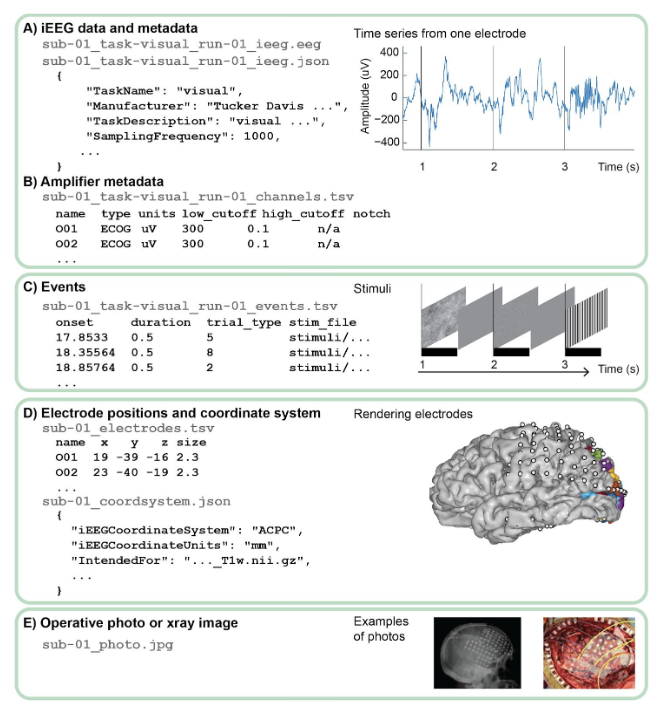 A) iEEG data and metadata
sub-01_task-visual_run-01_ieeg.eeg
sub-01_task-visual_run-01_ieeg.json
{
"TaskName": "visual",
"Manufacturer": "Tucker Davis ...",
"TaskDescription": "visual ...",
"SamplingFrequency": 1000,
...
}
Time series from one electrode
Amplitude (uV)
400
200
0
-200
-400
1 2 3 Time (s)
B) Amplifier metadata
sub-01_task-visual_run-01_channels.tsv
name type units low_cutoff high_cutoff notch
O01 ECOG uV 300 0.1 n/a
O02 ECOG uV 300 0.1 n/a
...
C) Events
sub-01_task-visual_run-01_events.tsv
onset duration trial_type stim_file
17.8533 0.5 5 stimuli/...
18.35564 0.5 8 stimuli/...
18.85764 0.5 2 stimuli/...
...
Stimuli
1 2 3 Time (s)
D) Electrode positions and coordinate system
sub-01_electrodes.tsv
name x y z size
O01 19 -39 -16 2.3
O02 23 -40 -19 2.3
...
sub-01_coordsystem.json
{
"iEEGCoordinateSystem": "ACPC",
"iEEGCoordinateUnits": "mm",
"IntendedFor": "..._T1w.nii.gz",
...
}
Rendering electrodes
E) Operative photo or xray image
sub-01_photo.jpg
Examples
of photos